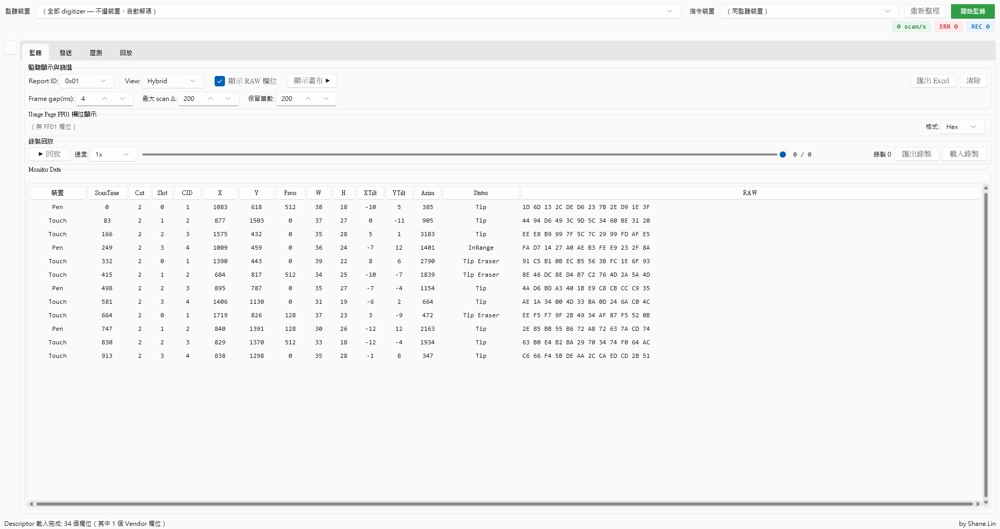 監聽裝置 (全部 digitizer — 不選裝置，自動解碼) 指令裝置 (同監聽裝置) 重新整理 開始監聽
0 scan/s ERR 0 REC 0
監聽 發送 壓測 回放
監聽顯示與篩選
Report ID: 0x01 View: Hybrid 顯示 RAW 欄位 顯示畫布 ▶ 匯出 Excel 清除
Frame gap(ms): 4 最大 scan Δ: 200 保留筆數: 200
Usage Page FF01 欄位顯示
(無 FF01 欄位) 格式: Hex
錄製回放
▶ 回放 速度: 1x 0 / 0 錄製 0 匯出錄製 載入錄製
Monitor Data
裝置 ScanTime Cnt Slot CID X Y Press W H XTilt YTilt Azim Status RAW
Pen 0 2 0 1 1083 618 512 38 18 -10 5 385 Tip 1D 6D 13 2C DE D6 23 7B 2E D9 1E 3F
Touch 83 2 1 2 877 1503 0 37 27 0 -11 905 Tip 44 94 D6 49 3C 9D 5C 34 60 BE 31 20
Touch 166 2 2 3 1575 432 0 35 28 5 1 3183 Tip EE E8 B9 99 7F 5C 7C 29 99 FD AF E5
Pen 249 2 3 4 1009 459 0 36 24 -7 12 1401 InRange FA D7 14 27 A0 AE B3 FE E9 23 2F 8A
Touch 332 2 0 1 1390 443 0 39 22 8 6 2790 Tip Eraser 91 C5 B1 0B EC B5 56 3B FC 1E 6F 93
Touch 415 2 1 2 684 817 512 34 25 -10 -7 1839 Tip Eraser 8E 46 DC 8E D4 B7 C2 76 4D 2A 5A 4D
Pen 498 2 2 3 895 787 0 35 27 -7 -4 1154 Tip 4A D6 BD A3 40 1B E9 C8 CB CC C9 35
Touch 581 2 3 4 1406 1130 0 31 19 -6 2 664 Tip AE 1A 34 00 4D 33 BA 0D 24 6A C0 4C
Touch 664 2 0 1 1719 826 128 37 23 3 -9 472 Tip Eraser EE F5 F7 9F 2B 49 34 AF 87 F5 52 0B
Pen 747 2 1 2 840 1391 128 30 26 -12 12 2163 Tip 2E 85 BB 55 B6 72 A8 72 63 7A CD 74
Touch 830 2 2 3 829 1370 512 33 18 -12 -4 1934 Tip 63 B0 E4 B2 BA 29 70 34 74 F0 64 AC
Touch 913 2 3 4 838 1298 0 35 28 -1 8 347 Tip C6 66 F4 5B DE AA 2C CA ED CD 2B 51
Descriptor 載入完成: 34 個欄位 (其中 1 個 Vendor 欄位) by Shane.Lin